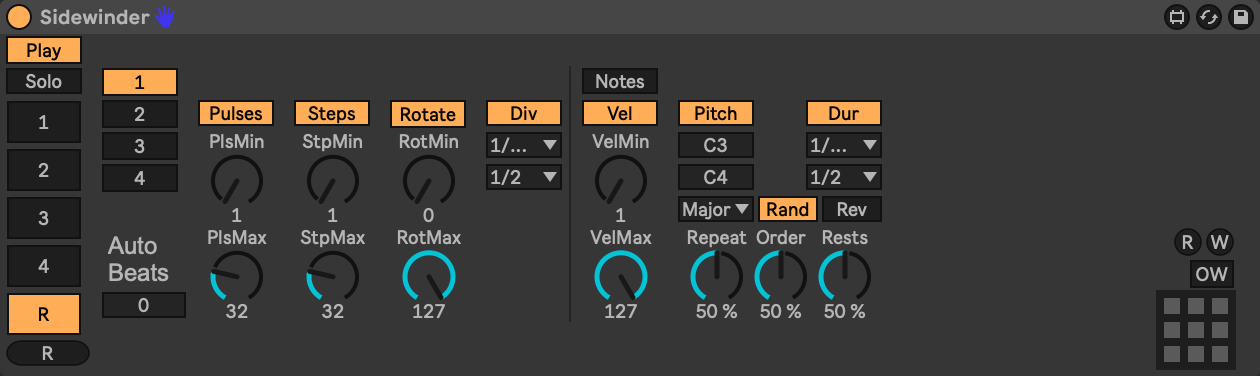 Sidewinder
Play
Solo
1
2
3
4
R
R
1
2
3
4
Auto
Beats
0
Pulses Steps Rotate Div
PlsMin StpMin RotMin 1/...
1/2
1 1 0
PlsMax StpMax RotMax
32 32 127
Notes
Vel Pitch Dur
VelMin C3 1/...
C4 1/2
1 Major Rand Rev
VelMax Repeat Order Rests
127 50 % 50 % 50 %
R W
OW